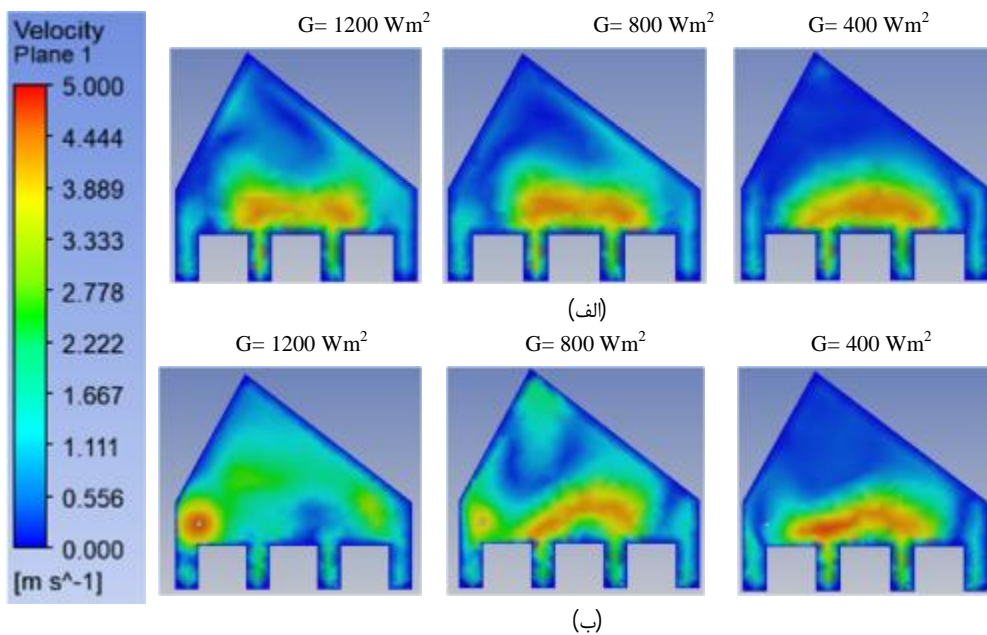 Velocity
Plane 1
5.000
4.444
3.889
3.333
2.778
2.222
1.667
1.111
0.556
0.000
[m s^-1]
G= 1200 Wm²
G= 800 Wm²
G= 400 Wm²
(الف)
G= 1200 Wm²
G= 800 Wm²
G= 400 Wm²
(ب)